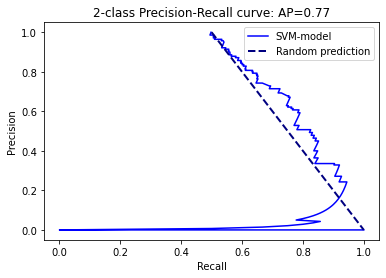 2-class Precision-Recall curve: AP=0.77
SVM-model
Random prediction
Precision
1.0
0.8
0.6
0.4
0.2
0.0
0.0 0.2 0.4 0.6 0.8 1.0
Recall